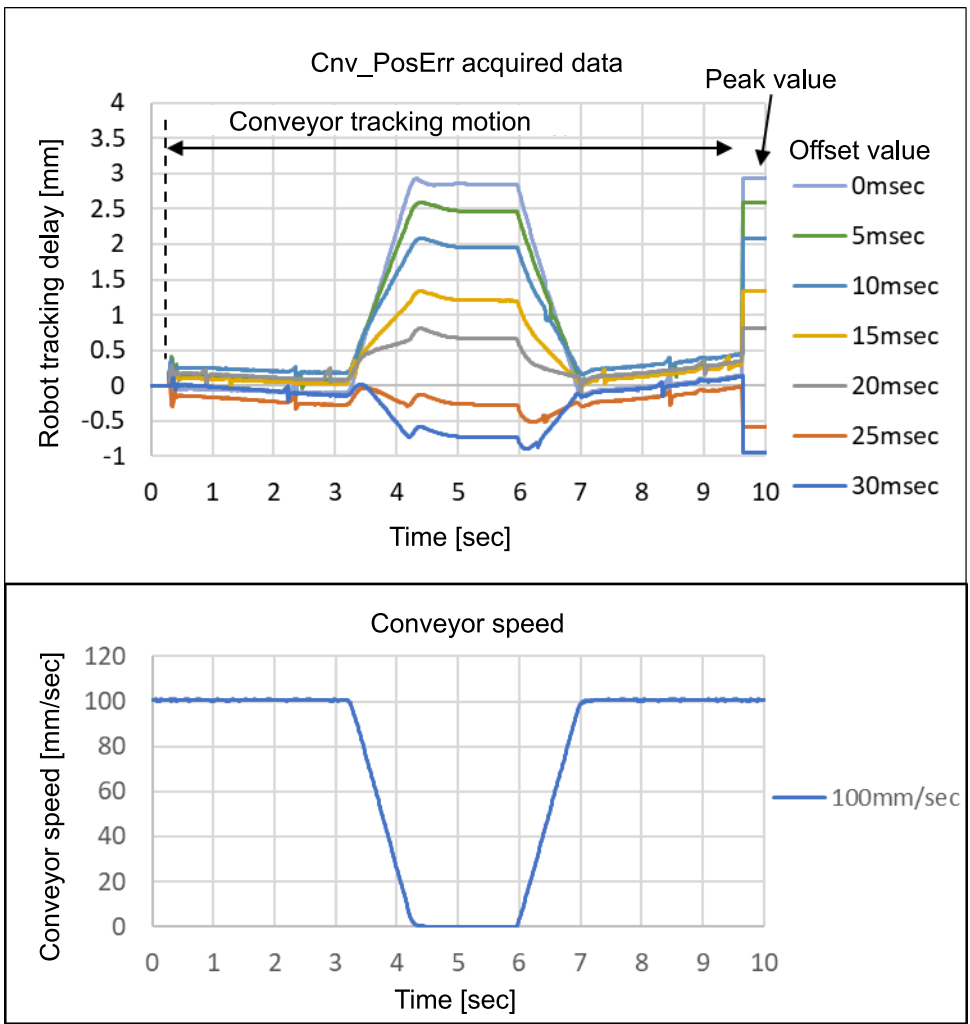 Cnv_PosErr acquired data
Peak value
Conveyor tracking motion
Offset value
Robot tracking delay [mm]
4
3.5
3
2.5
2
1.5
1
0.5
0
-0.5
-1
0 1 2 3 4 5 6 7 8 9 10
Time [sec]
0msec
5msec
10msec
15msec
20msec
25msec
30msec
Conveyor speed
Conveyor speed [mm/sec]
120
100
80
60
40
20
0
0 1 2 3 4 5 6 7 8 9 10
Time [sec]
100mm/sec